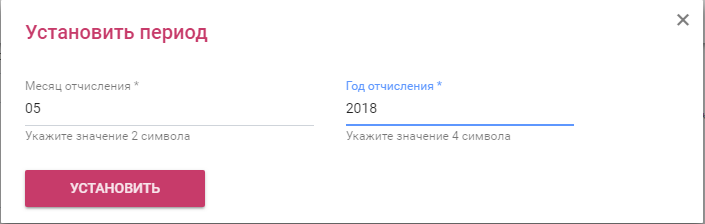 Установить период
Месяц отчисления *
05
Укажите значение 2 символа
Год отчисления *
2018
Укажите значение 4 символа
УСТАНОВИТЬ